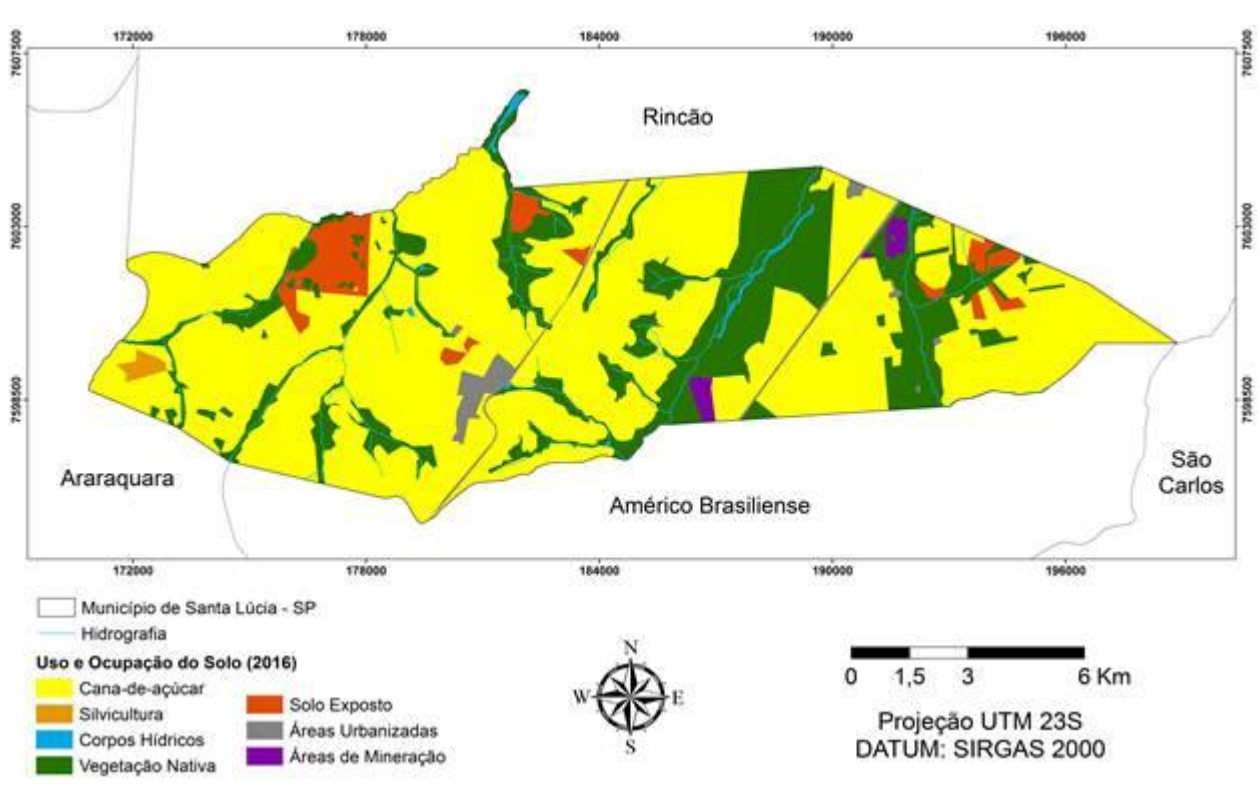 172000 178000 184000 190000 196000
7607500 7607500
Rincão
7603000 7603000
7598500 7598500
Araraquara
São
Carlos
Américo Brasiliense
172000 178000 184000 190000 196000
Município de Santa Lúcia - SP
Hidrografia
Uso e Ocupação do Solo (2016)
Cana-de-açúcar
Silvicultura
Corpos Hídricos
Vegetação Nativa
Solo Exposto
Áreas Urbanizadas
Áreas de Mineração
N
W E
S
0 1,5 3 6 Km
Projeção UTM 23S
DATUM: SIRGAS 2000